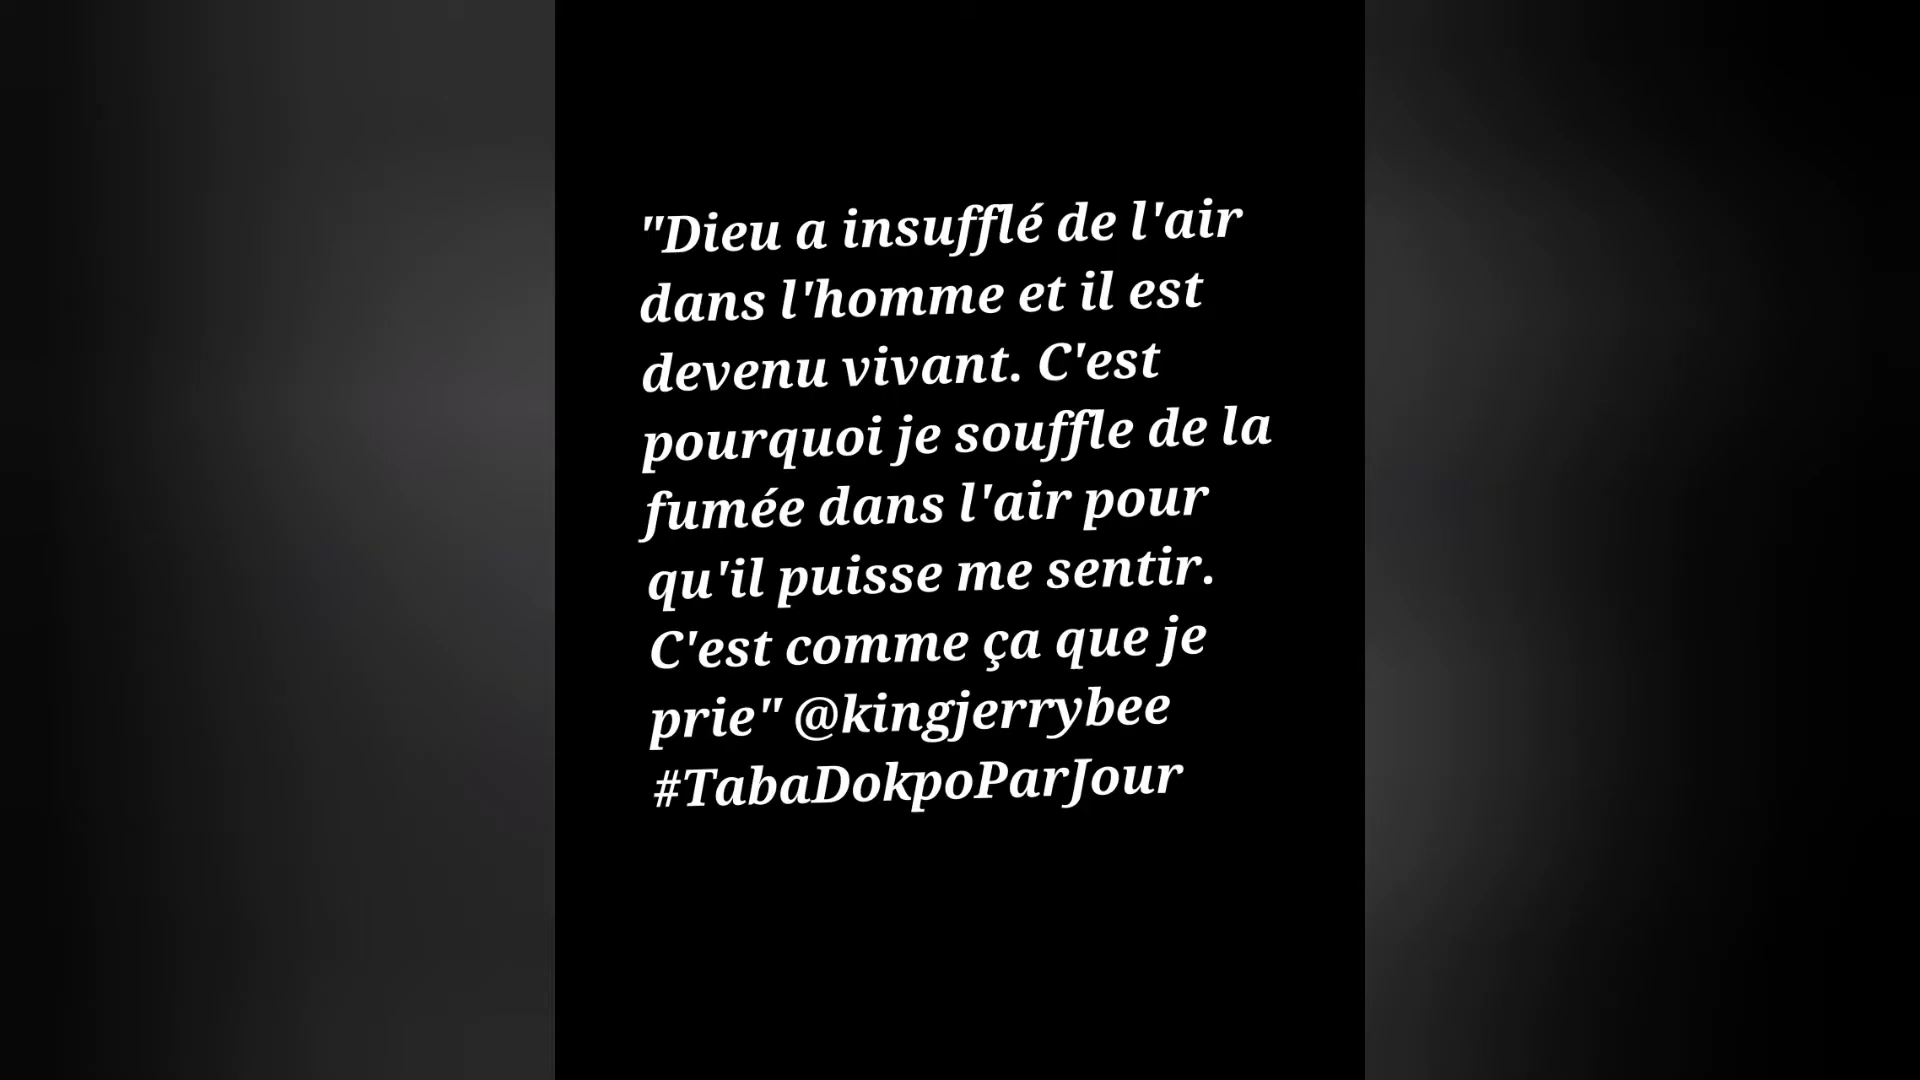 "Dieu a insufflé de l'air
dans l'homme et il est
devenu vivant. C'est
pourquoi je souffle de la
fumée dans l'air pour
qu'il puisse me sentir.
C'est comme ça que je
prie" @kingjerrybee
#TabaDokpoParJour